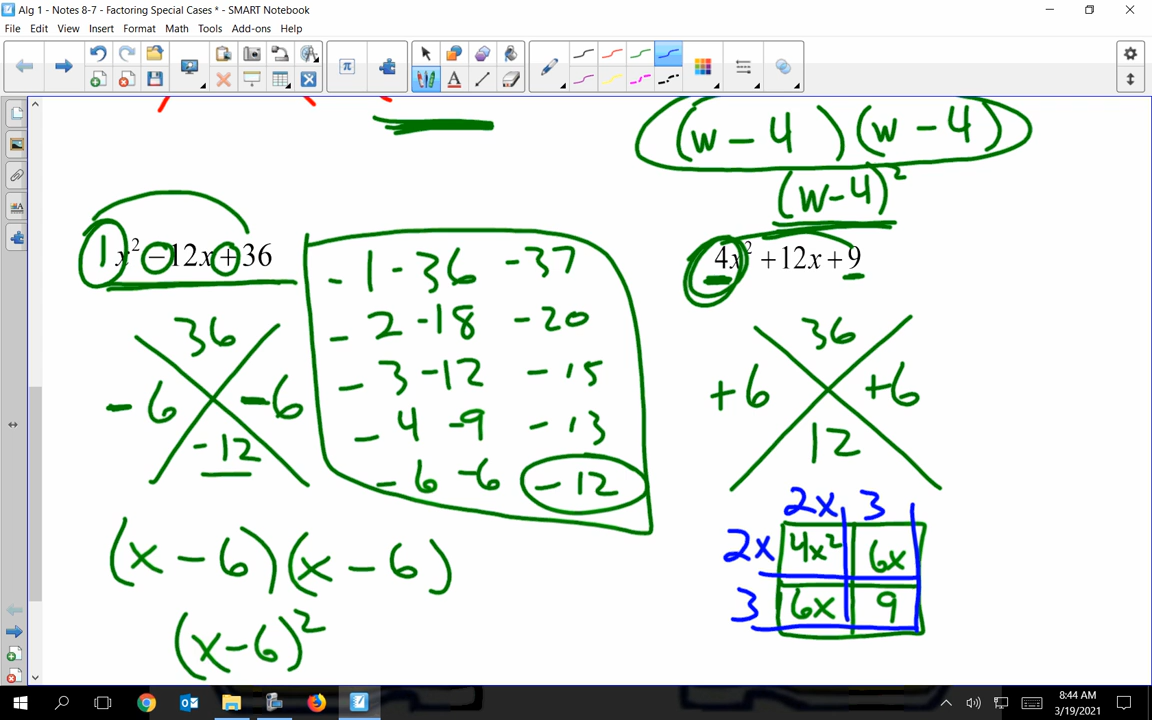 Alg 1 - Notes 8-7 - Factoring Special Cases * - SMART Notebook
File Edit View Insert Format Math Tools Add-ons Help
(w - 4) (w - 4)
(w-4)²
1x² - 12x + 36
4x² + 12x + 9
36
-6 -6
-12
-1 -36 -37
-2 -18 -20
-3 -12 -15
-4 -9 -13
-6 -6 -12
(x - 6)(x - 6)
(x-6)²
36
+6 +6
12
2x 3
2x 4x² 6x
3 6x 9
8:44 AM
3/19/2021